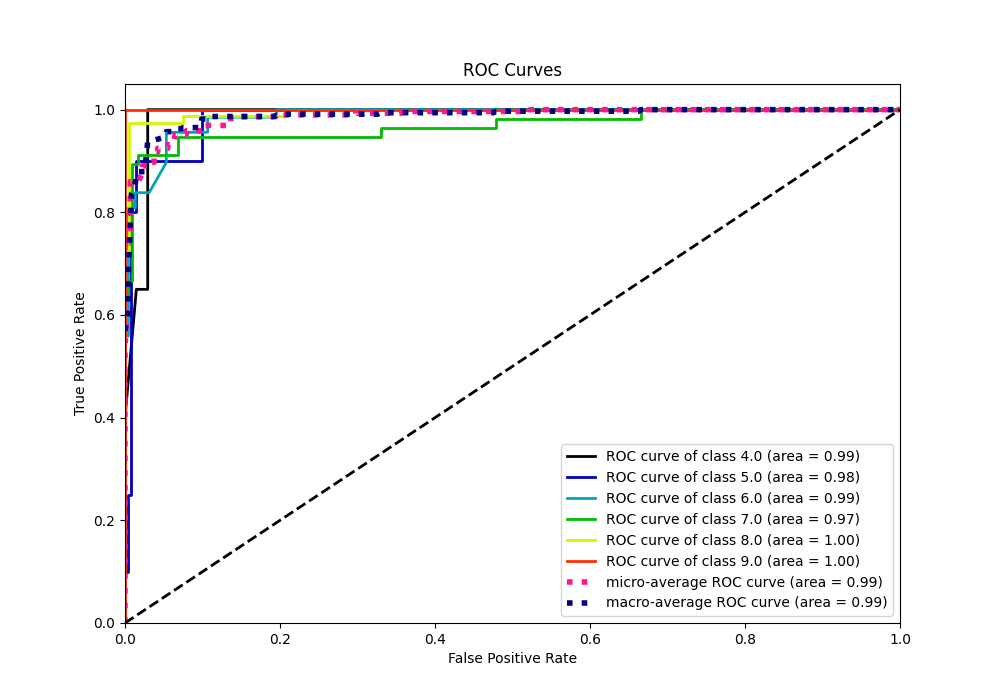 ROC Curves
True Positive Rate
1.0
0.8
0.6
0.4
0.2
0.0
ROC curve of class 4.0 (area = 0.99)
ROC curve of class 5.0 (area = 0.98)
ROC curve of class 6.0 (area = 0.99)
ROC curve of class 7.0 (area = 0.97)
ROC curve of class 8.0 (area = 1.00)
ROC curve of class 9.0 (area = 1.00)
micro-average ROC curve (area = 0.99)
macro-average ROC curve (area = 0.99)
0.0 0.2 0.4 0.6 0.8 1.0
False Positive Rate